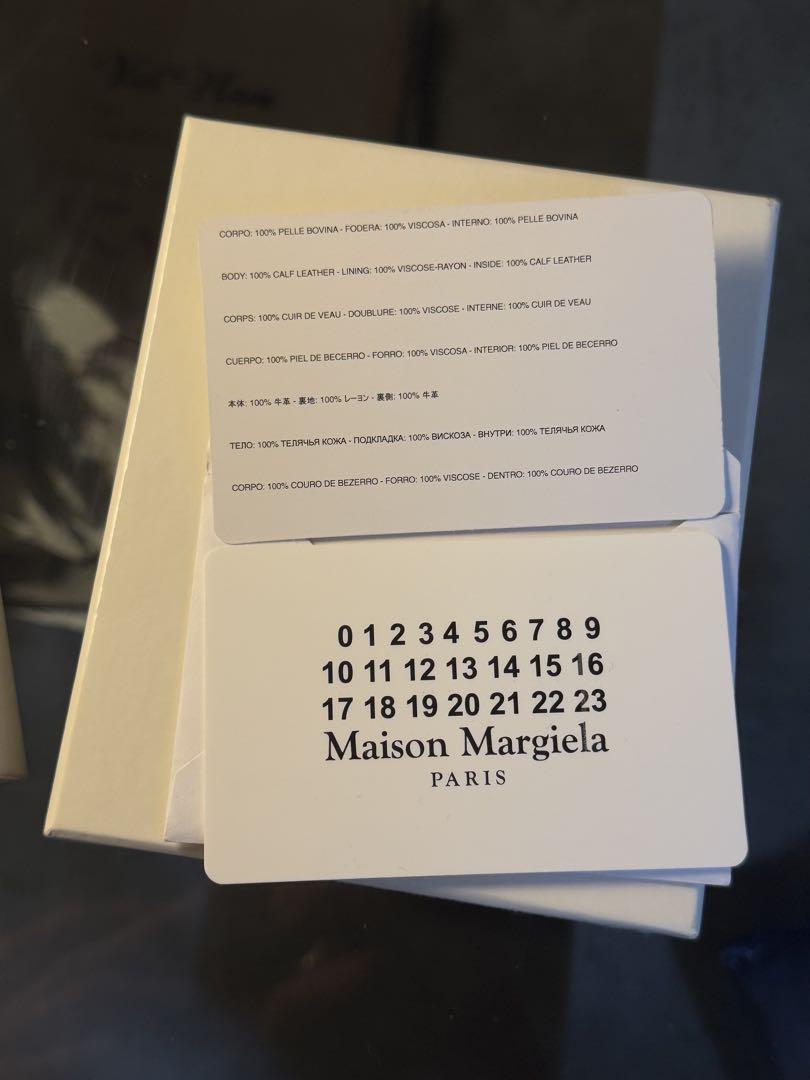 CORPO: 100% PELLE BOVINA - FODERA: 100% VISCOSA - INTERNO: 100% PELLE BOVINA
BODY: 100% CALF LEATHER - LINING: 100% VISCOSE-RAYON - INSIDE: 100% CALF LEATHER
CORPS: 100% CUIR DE VEAU - DOUBLURE: 100% VISCOSE - INTERNE: 100% CUIR DE VEAU
CUERPO: 100% PIEL DE BECERRO - FORRO: 100% VISCOSA - INTERIOR: 100% PIEL DE BECERRO
本体: 100% 牛革 - 裏地: 100% レーヨン - 裏側: 100% 牛革
ТЕЛО: 100% ТЕЛЯЧЬЯ КОЖА - ПОДКЛАДКА: 100% ВИСКОЗА - ВНУТРИ: 100% ТЕЛЯЧЬЯ КОЖА
CORPO: 100% COURO DE BEZERRO - FORRO: 100% VISCOSE - DENTRO: 100% COURO DE BEZERRO
0 1 2 3 4 5 6 7 8 9
10 11 12 13 14 15 16
17 18 19 20 21 22 23
Maison Margiela
PARIS